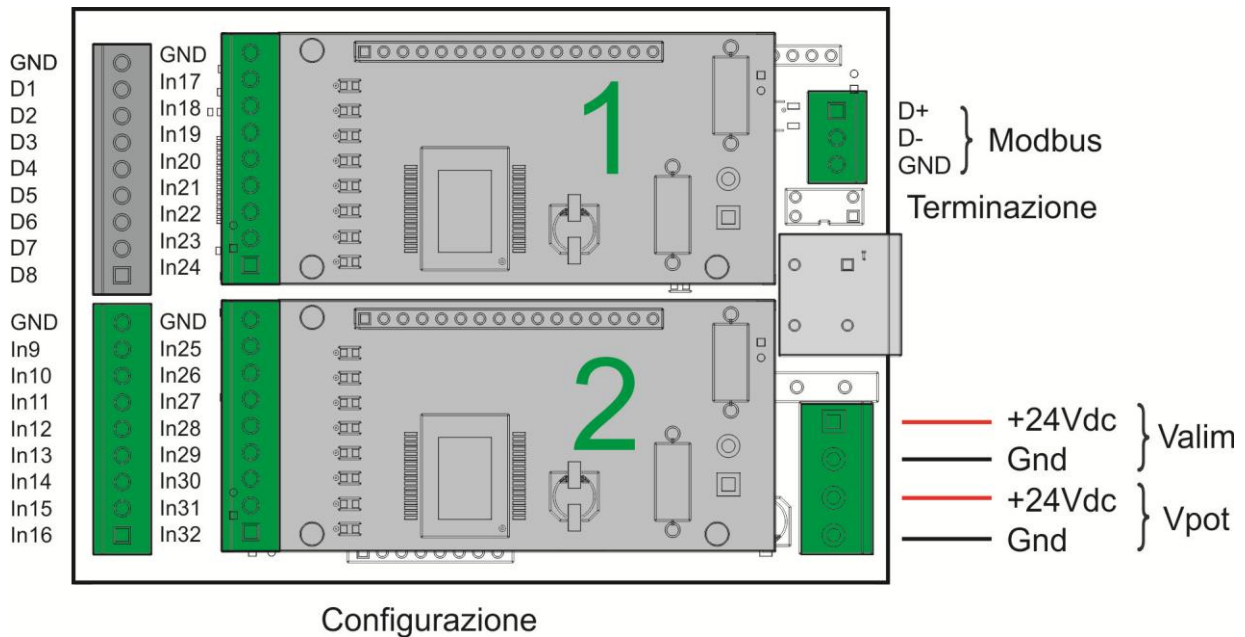 GND
D1
D2
D3
D4
D5
D6
D7
D8
GND
In17
In18
In19
In20
In21
In22
In23
In24
1
D+
D-
GND
Modbus
Terminazione
GND
In9
In10
In11
In12
In13
In14
In15
In16
GND
In25
In26
In27
In28
In29
In30
In31
In32
2
+24Vdc
Gnd
Valim
+24Vdc
Gnd
Vpot
Configurazione